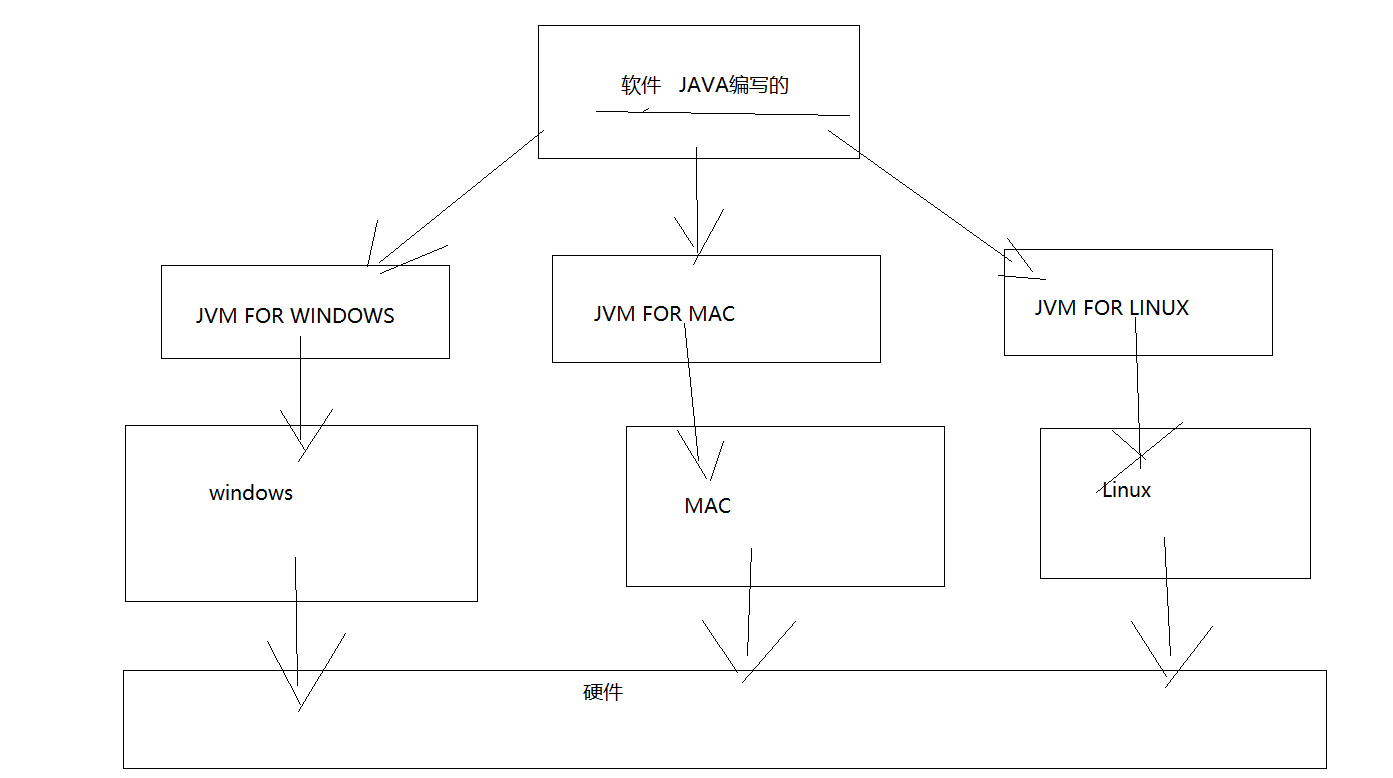 软件 JAVA编写的
JVM FOR WINDOWS
JVM FOR MAC
JVM FOR LINUX
windows
MAC
Linux
硬件